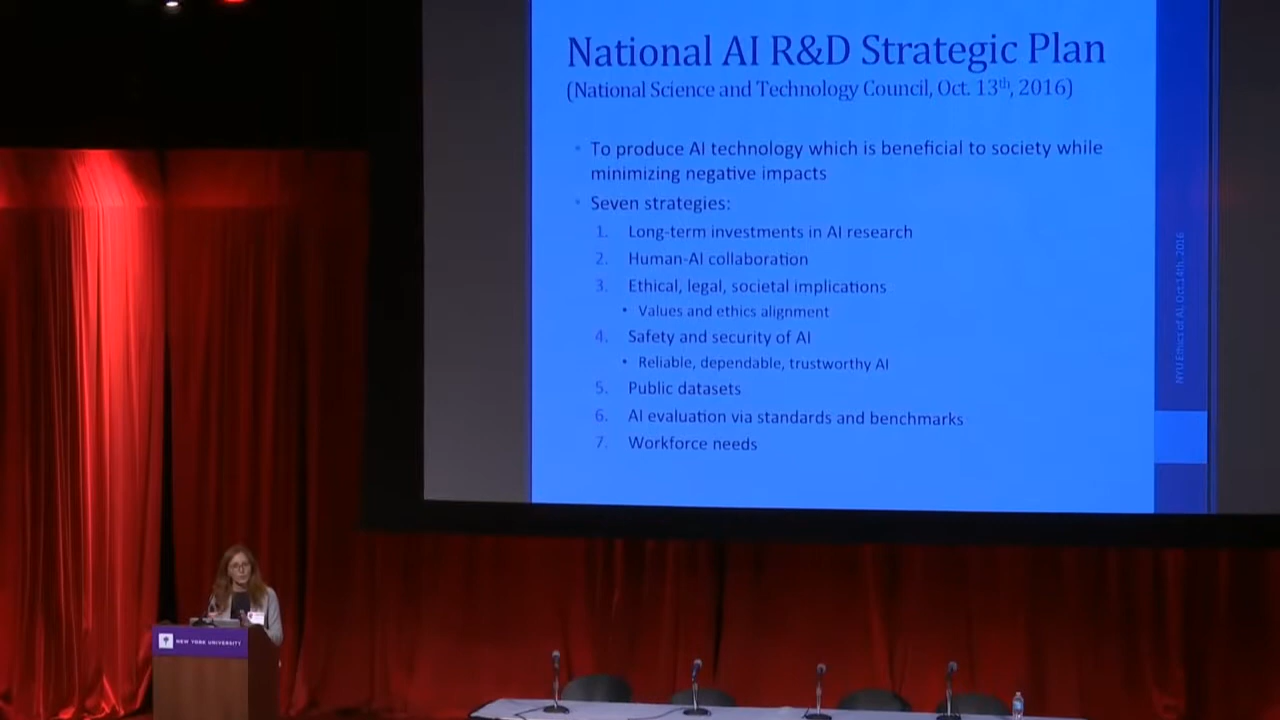 National AI R&D Strategic Plan
(National Science and Technology Council, Oct. 13th, 2016)
• To produce AI technology which is beneficial to society while
minimizing negative impacts
• Seven strategies:
1. Long-term investments in AI research
2. Human-AI collaboration
3. Ethical, legal, societal implications
• Values and ethics alignment
4. Safety and security of AI
• Reliable, dependable, trustworthy AI
5. Public datasets
6. AI evaluation via standards and benchmarks
7. Workforce needs
NYU Ethics of AI, Oct.14th, 2016
NEW YORK UNIVERSITY